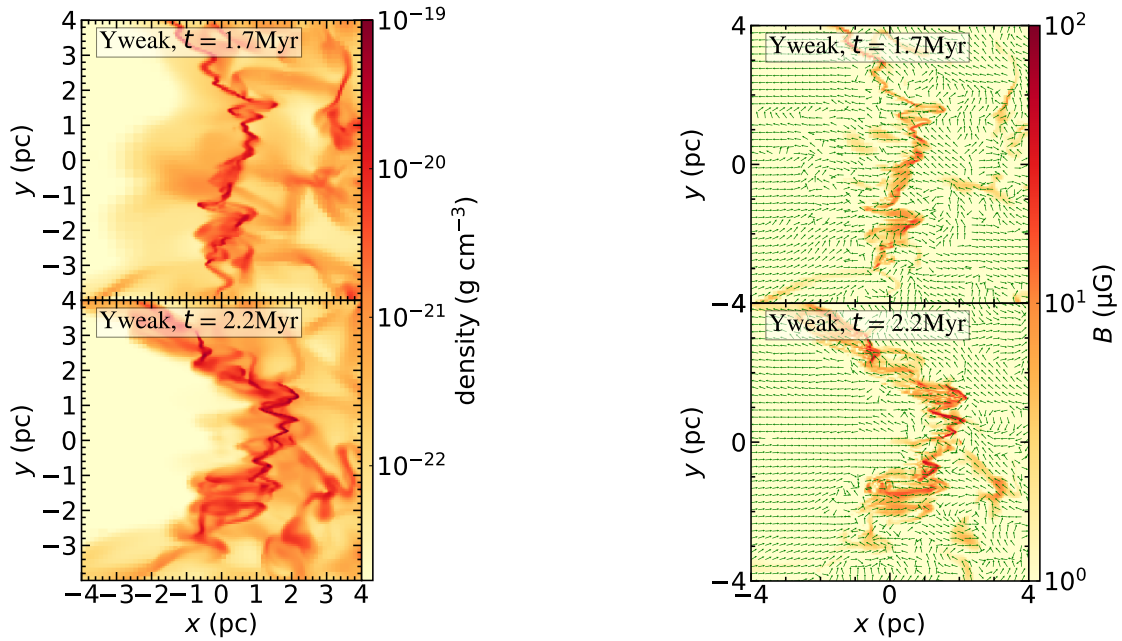 Yweak, t = 1.7Myr
4
3
2
1
0
−1
−2
−3
y (pc)
Yweak, t = 2.2Myr
4
3
2
1
0
−1
−2
−3
y (pc)
−4 −3 −2 −1 0 1 2 3 4
x (pc)
10⁻¹⁹
10⁻²⁰
10⁻²¹
10⁻²²
density (g cm⁻³)
Yweak, t = 1.7Myr
4
0
−4
y (pc)
Yweak, t = 2.2Myr
0
−4
y (pc)
−4 0 4
x (pc)
10²
10¹
10⁰
B (μG)